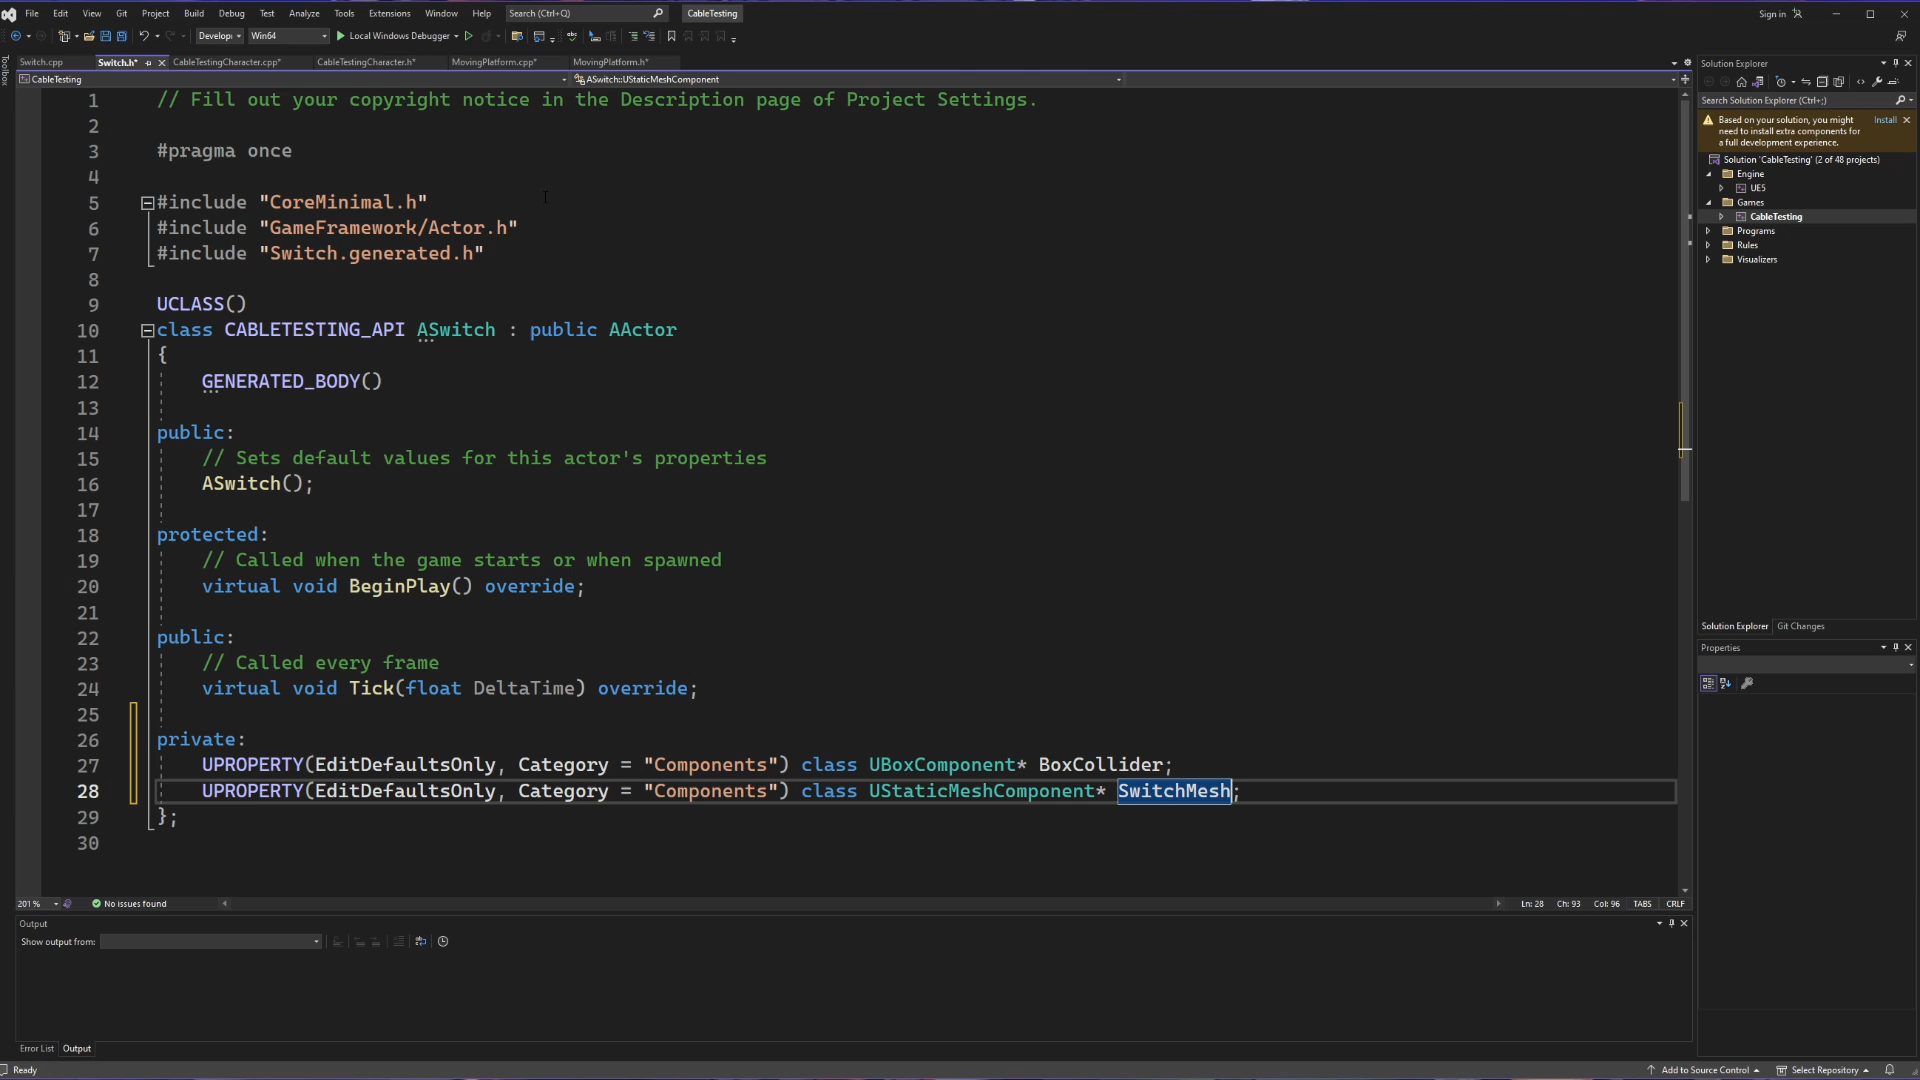 File Edit View Git Project Build Debug Test Analyze Tools Extensions Window Help Search (Ctrl+Q) CableTesting Sign in
Develop Win64 Local Windows Debugger
Toolbox
Switch.cpp Switch.h* CableTestingCharacter.cpp* CableTestingCharacter.h* MovingPlatform.cpp* MovingPlatform.h*
CableTesting ASwitch::UStaticMeshComponent
1 // Fill out your copyright notice in the Description page of Project Settings.
2
3 #pragma once
4
5 #include "CoreMinimal.h"
6 #include "GameFramework/Actor.h"
7 #include "Switch.generated.h"
8
9 UCLASS()
10 class CABLETESTING_API ASwitch : public AActor
11 {
12 GENERATED_BODY()
13
14 public:
15 // Sets default values for this actor's properties
16 ASwitch();
17
18 protected:
19 // Called when the game starts or when spawned
20 virtual void BeginPlay() override;
21
22 public:
23 // Called every frame
24 virtual void Tick(float DeltaTime) override;
25
26 private:
27 UPROPERTY(EditDefaultsOnly, Category = "Components") class UBoxComponent* BoxCollider;
28 UPROPERTY(EditDefaultsOnly, Category = "Components") class UStaticMeshComponent* SwitchMesh;
29 };
30
201 % No issues found Ln: 28 Ch: 93 Col: 96 TABS CRLF
Output
Show output from:
Error List Output
Solution Explorer
Search Solution Explorer (Ctrl+;)
Based on your solution, you might Install
need to install extra components for
a full development experience.
Solution 'CableTesting' (2 of 48 projects)
Engine
UE5
Games
CableTesting
Programs
Rules
Visualizers
Solution Explorer Git Changes
Properties
Ready Add to Source Control Select Repository